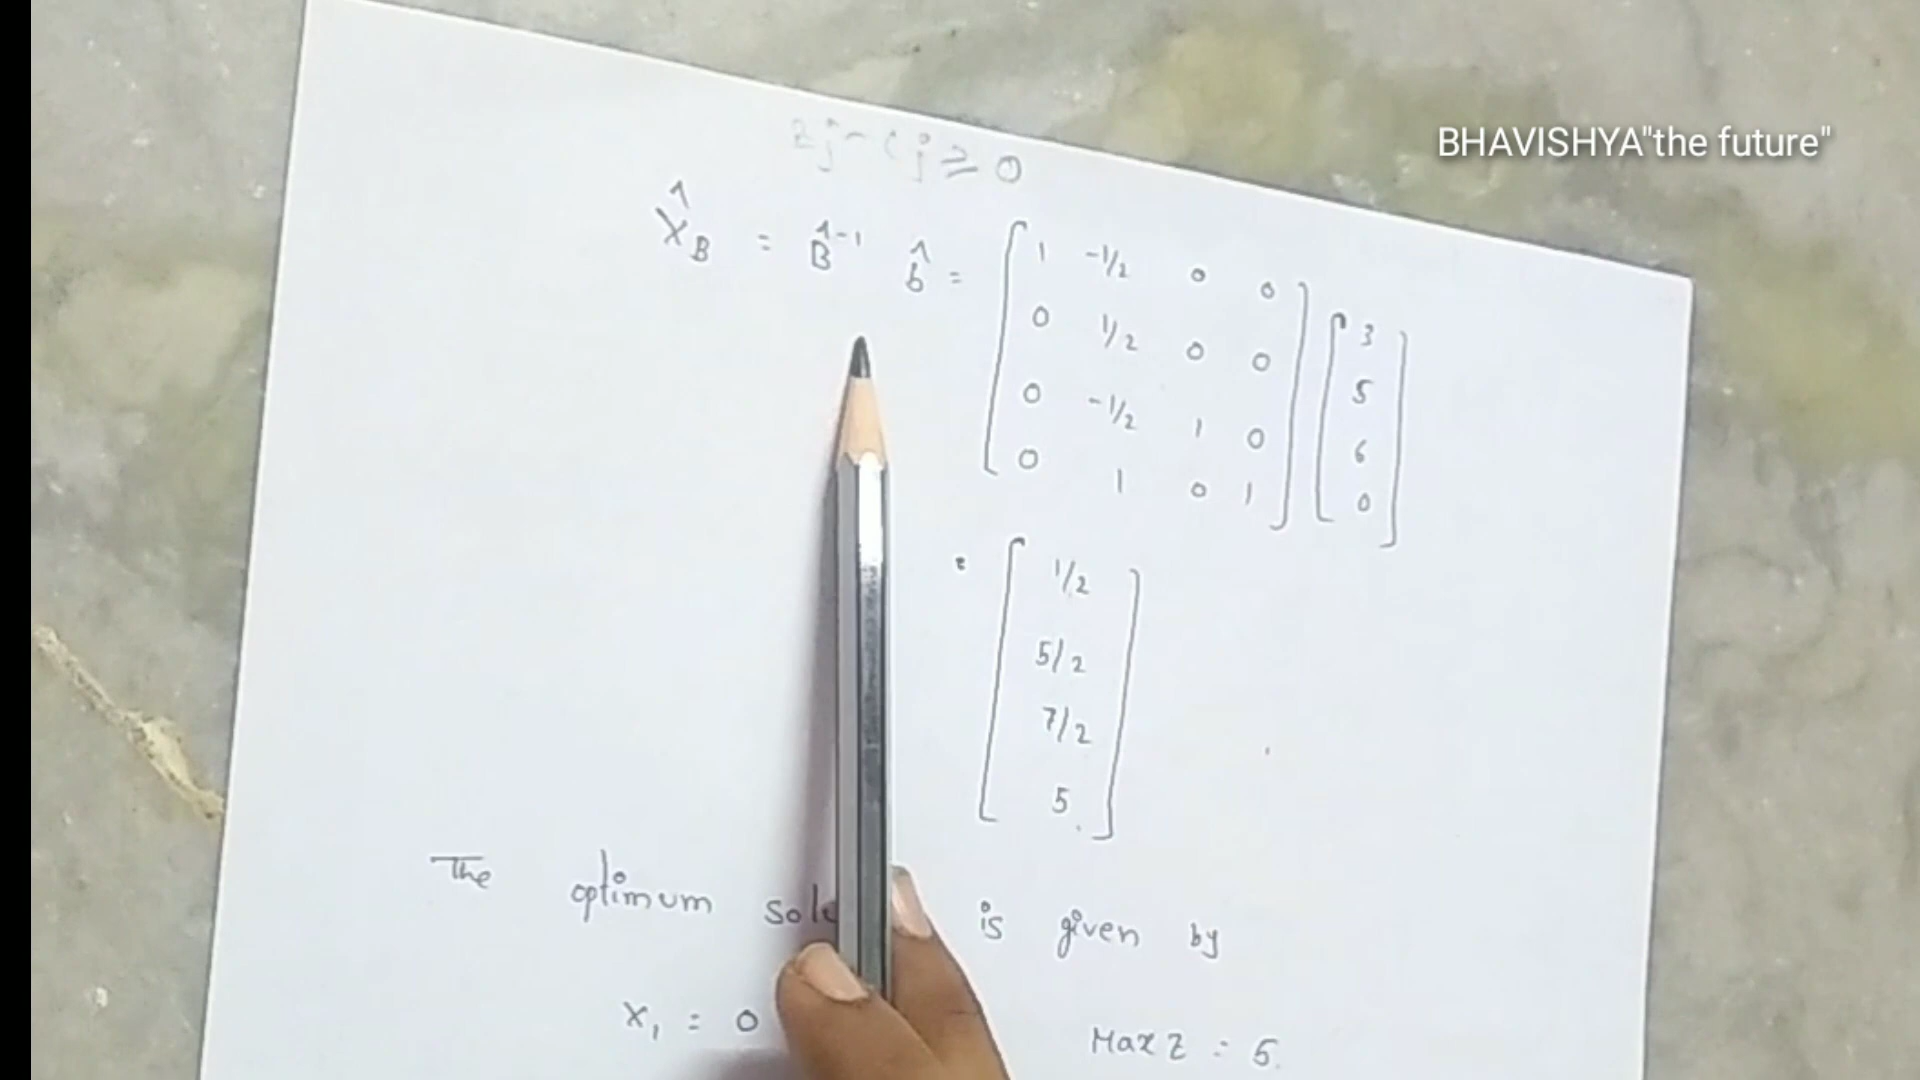 BHAVISHYA"the future"
Zj - Cj ≥ 0
X̂B = B̂⁻¹ b̂ = [1 -1/2 0 0] [3]
[0 1/2 0 0] [5]
[0 -1/2 1 0] [6]
[0 1 0 1] [0]
= [1/2]
[5/2]
[7/2]
[5]
The optimum is given by
X₁ = 0 Max Z = 5.